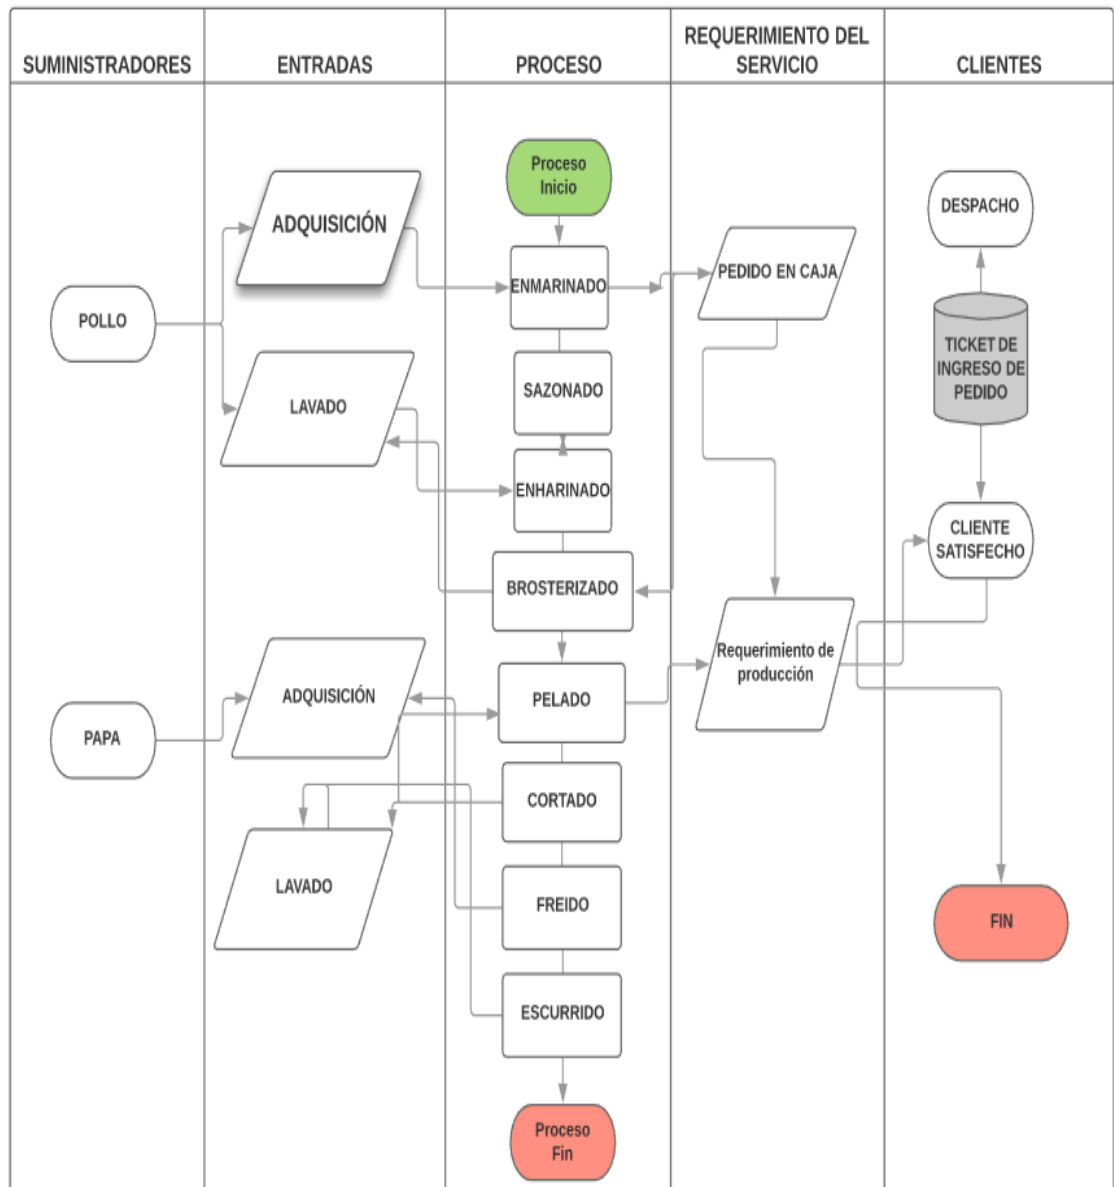 SUMINISTRADORES
ENTRADAS
PROCESO
REQUERIMIENTO DEL
SERVICIO
CLIENTES
Proceso
Inicio
ADQUISICIÓN
DESPACHO
PEDIDO EN CAJA
ENMARINADO
POLLO
TICKET DE
INGRESO DE
PEDIDO
SAZONADO
LAVADO
ENHARINADO
CLIENTE
SATISFECHO
BROSTERIZADO
Requerimiento de
producción
ADQUISICIÓN
PELADO
PAPA
CORTADO
LAVADO
FREIDO
FIN
ESCURRIDO
Proceso
Fin